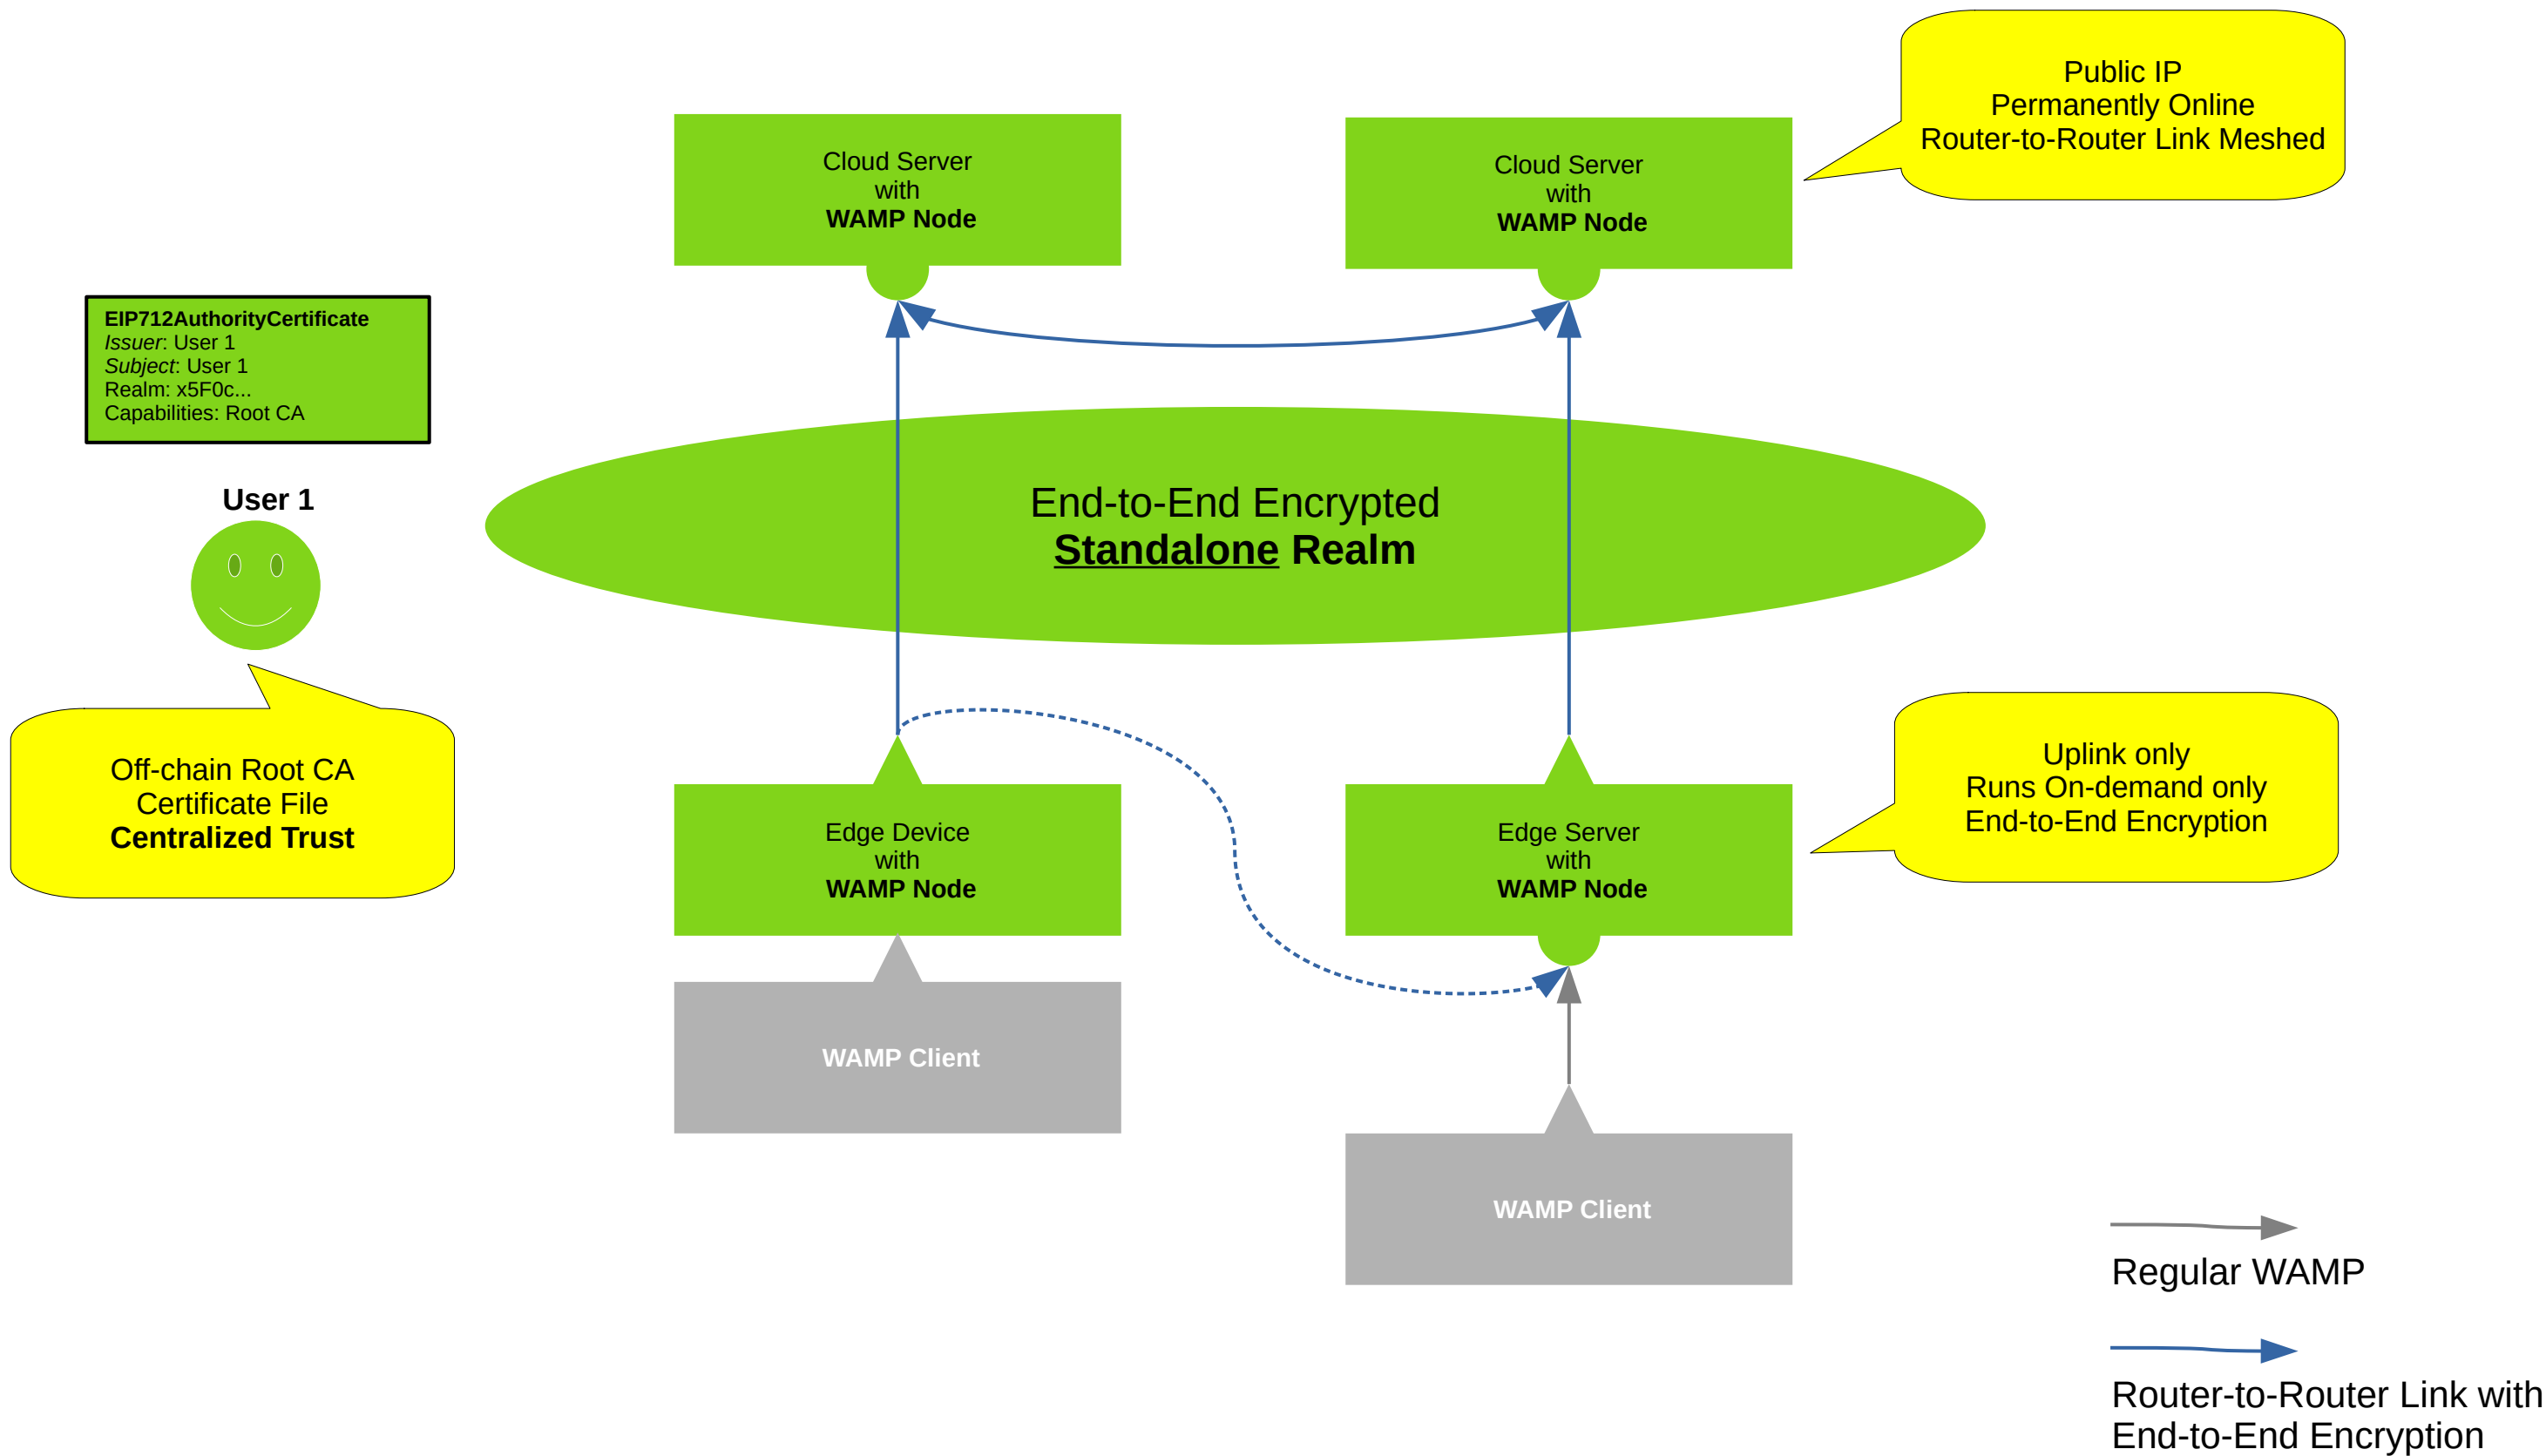 Public IP
Permanently Online
Router-to-Router Link Meshed
Cloud Server
with
WAMP Node
Cloud Server
with
WAMP Node
EIP712AuthorityCertificate
Issuer: User 1
Subject: User 1
Realm: x5F0c...
Capabilities: Root CA
User 1
End-to-End Encrypted
Standalone Realm
Off-chain Root CA
Certificate File
Centralized Trust
Edge Device
with
WAMP Node
Edge Server
with
WAMP Node
Uplink only
Runs On-demand only
End-to-End Encryption
WAMP Client
WAMP Client
Regular WAMP
Router-to-Router Link with
End-to-End Encryption